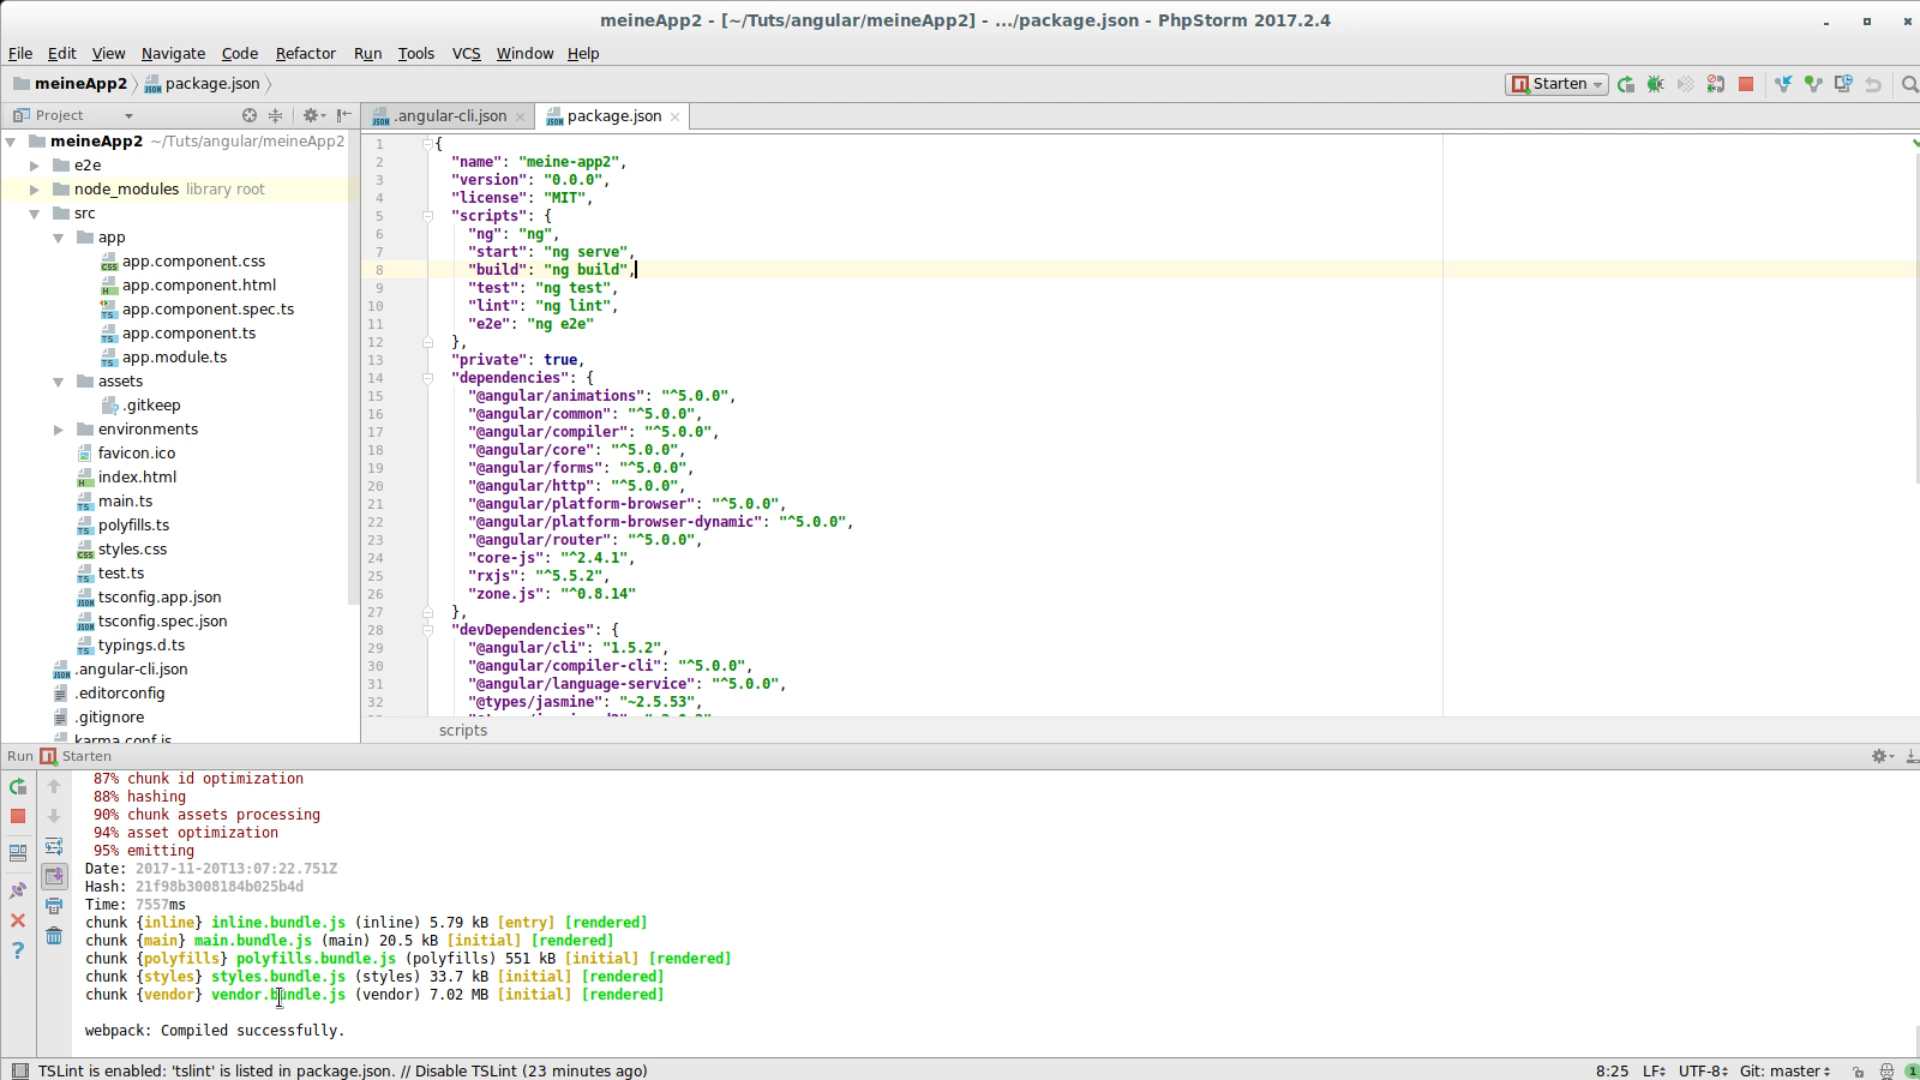 meineApp2 - [~/Tuts/angular/meineApp2] - .../package.json - PhpStorm 2017.2.4
File Edit View Navigate Code Refactor Run Tools VCS Window Help
meineApp2 package.json
Starten
Project
.angular-cli.json
package.json
meineApp2 ~/Tuts/angular/meineApp2
e2e
node_modules library root
src
app
app.component.css
app.component.html
app.component.spec.ts
app.component.ts
app.module.ts
assets
.gitkeep
environments
favicon.ico
index.html
main.ts
polyfills.ts
styles.css
test.ts
tsconfig.app.json
tsconfig.spec.json
typings.d.ts
.angular-cli.json
.editorconfig
.gitignore
karma.conf.js
1 {
2 "name": "meine-app2",
3 "version": "0.0.0",
4 "license": "MIT",
5 "scripts": {
6 "ng": "ng",
7 "start": "ng serve",
8 "build": "ng build",
9 "test": "ng test",
10 "lint": "ng lint",
11 "e2e": "ng e2e"
12 },
13 "private": true,
14 "dependencies": {
15 "@angular/animations": "^5.0.0",
16 "@angular/common": "^5.0.0",
17 "@angular/compiler": "^5.0.0",
18 "@angular/core": "^5.0.0",
19 "@angular/forms": "^5.0.0",
20 "@angular/http": "^5.0.0",
21 "@angular/platform-browser": "^5.0.0",
22 "@angular/platform-browser-dynamic": "^5.0.0",
23 "@angular/router": "^5.0.0",
24 "core-js": "^2.4.1",
25 "rxjs": "^5.5.2",
26 "zone.js": "^0.8.14"
27 },
28 "devDependencies": {
29 "@angular/cli": "1.5.2",
30 "@angular/compiler-cli": "^5.0.0",
31 "@angular/language-service": "^5.0.0",
32 "@types/jasmine": "~2.5.53",
scripts
Run Starten
87% chunk id optimization
88% hashing
90% chunk assets processing
94% asset optimization
95% emitting
Date: 2017-11-20T13:07:22.751Z
Hash: 21f98b3008184b025b4d
Time: 7557ms
chunk {inline} inline.bundle.js (inline) 5.79 kB [entry] [rendered]
chunk {main} main.bundle.js (main) 20.5 kB [initial] [rendered]
chunk {polyfills} polyfills.bundle.js (polyfills) 551 kB [initial] [rendered]
chunk {styles} styles.bundle.js (styles) 33.7 kB [initial] [rendered]
chunk {vendor} vendor.bundle.js (vendor) 7.02 MB [initial] [rendered]
webpack: Compiled successfully.
TSLint is enabled: 'tslint' is listed in package.json. // Disable TSLint (23 minutes ago)
8:25 LF UTF-8 Git: master 1